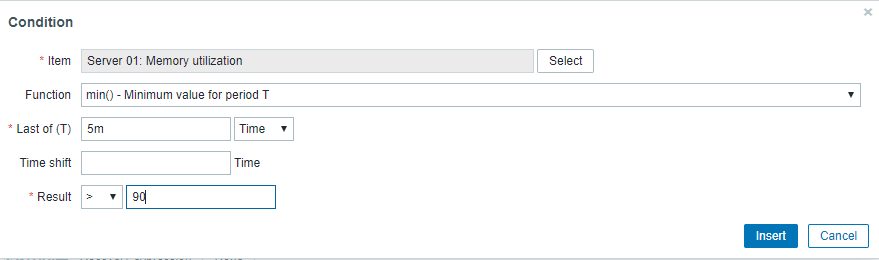 Condition
* Item Server 01: Memory utilization Select
Function min() - Minimum value for period T
* Last of (T) 5m Time
Time shift Time
* Result > 90
Insert Cancel